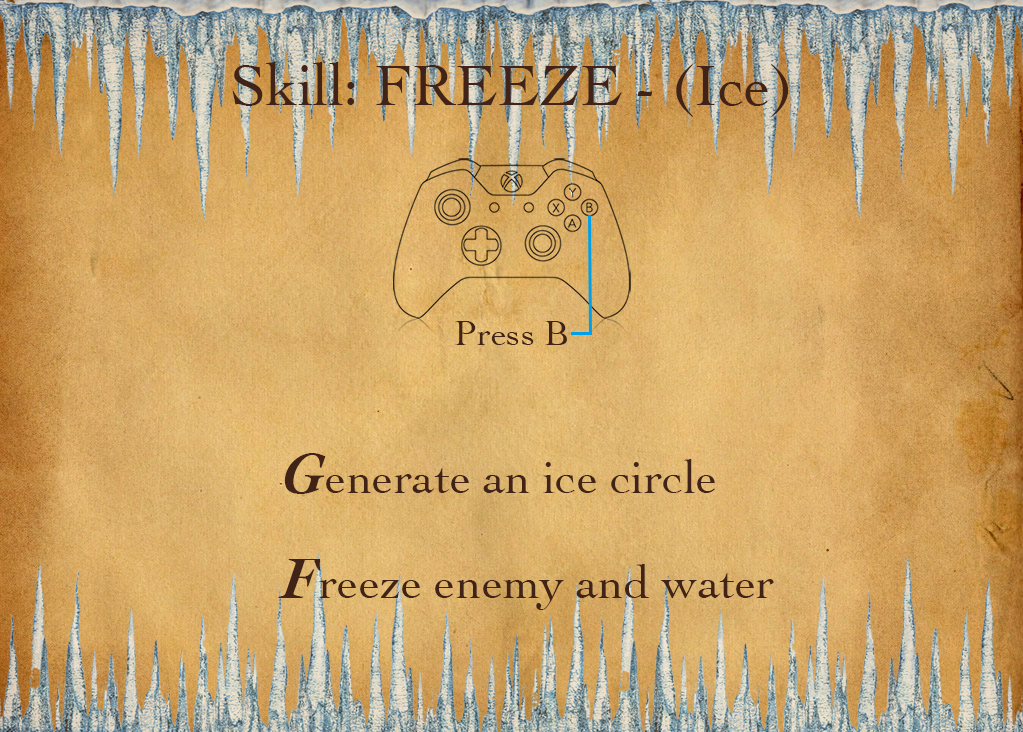 Skill: FREEZE - (Ice)
Y
X B
A
Press B
Generate an ice circle
Freeze enemy and water